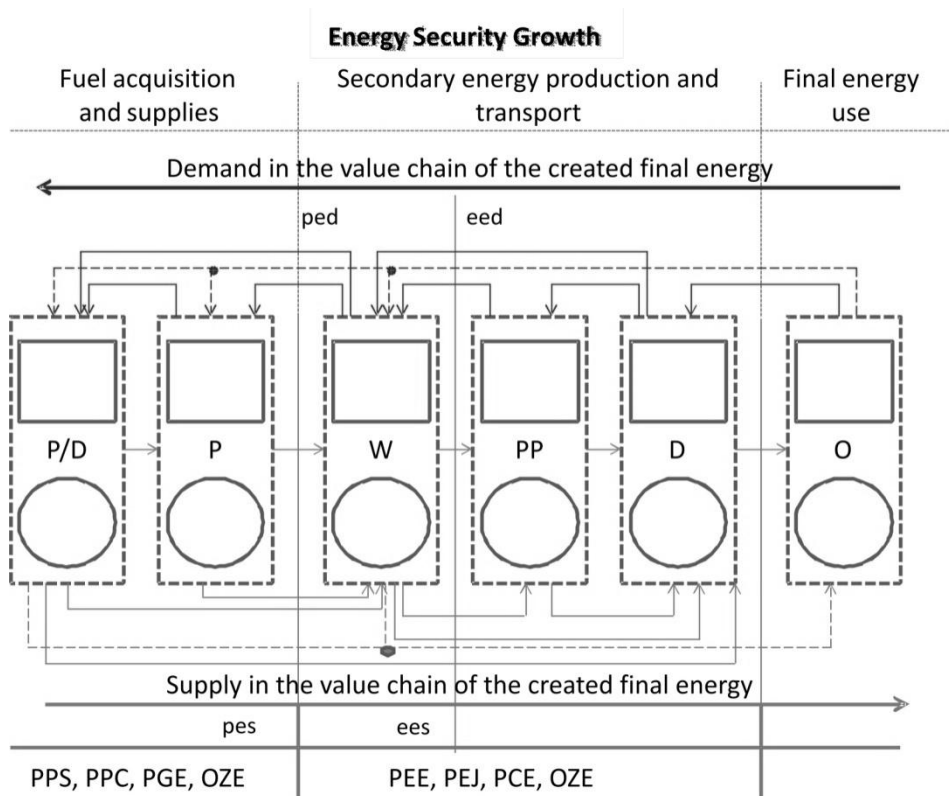 Energy Security Growth
Fuel acquisition
and supplies
Secondary energy production and
transport
Final energy
use
Demand in the value chain of the created final energy
ped
eed
P/D
P
W
PP
D
O
Supply in the value chain of the created final energy
pes
ees
PPS, PPC, PGE, OZE
PEE, PEJ, PCE, OZE